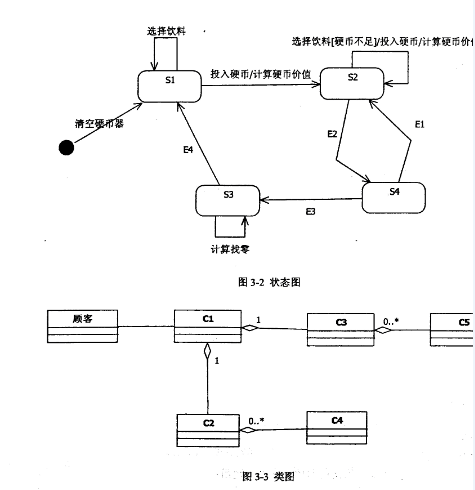 选择饮料
选择饮料[硬币不足]/投入硬币/计算硬币价值
S1
投入硬币/计算硬币价值
S2
清空硬币器
E2
E1
E4
S3
S4
E3
计算找零
图 3-2 状态图
顾客
C1
1
C3
0..*
C5
1
C2
0..*
C4
图 3-3 类图